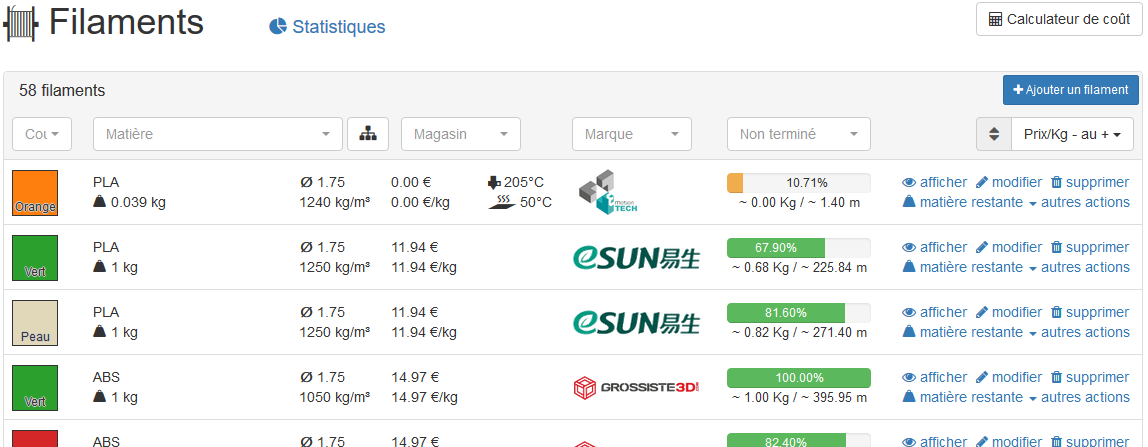 Filaments
Statistiques
Calculateur de coût
58 filaments
Ajouter un filament
Cou
Matière
Magasin
Marque
Non terminé
Prix/Kg - au +
Orange
PLA
0.039 kg
Ø 1.75
1240 kg/m³
0.00 €
0.00 €/kg
205°C
50°C
motion
TECH
10.71%
~ 0.00 Kg / ~ 1.40 m
afficher modifier supprimer
matière restante autres actions
Vert
PLA
1 kg
Ø 1.75
1250 kg/m³
11.94 €
11.94 €/kg
eSUN易生
67.90%
~ 0.68 Kg / ~ 225.84 m
afficher modifier supprimer
matière restante autres actions
Peau
PLA
1 kg
Ø 1.75
1250 kg/m³
11.94 €
11.94 €/kg
eSUN易生
81.60%
~ 0.82 Kg / ~ 271.40 m
afficher modifier supprimer
matière restante autres actions
Vert
ABS
1 kg
Ø 1.75
1050 kg/m³
14.97 €
14.97 €/kg
GROSSISTE3D
100.00%
~ 1.00 Kg / ~ 395.95 m
afficher modifier supprimer
matière restante autres actions
ABS
Ø 1.75
14.97 €
82.40%
afficher modifier supprimer